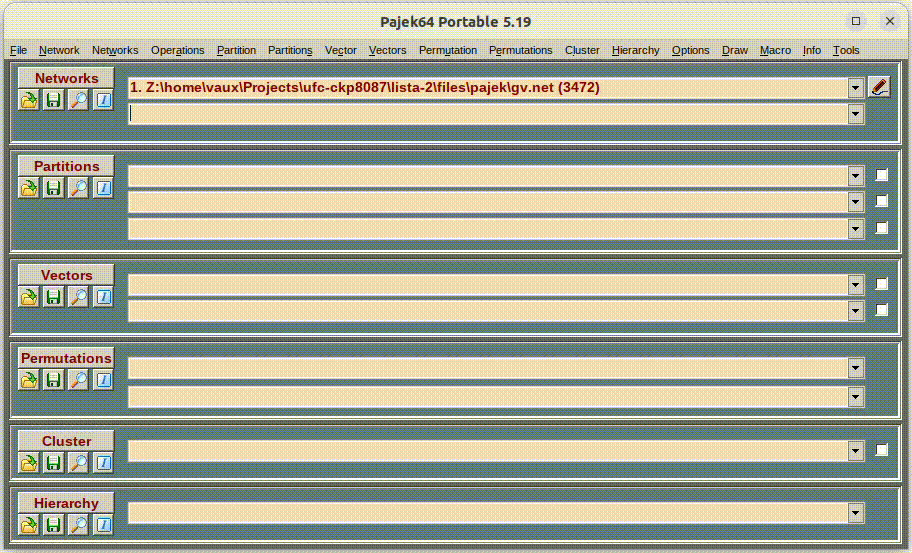 Pajek64 Portable 5.19
File Network Networks Operations Partition Partitions Vector Vectors Permutation Permutations Cluster Hierarchy Options Draw Macro Info Tools
Networks
1. Z:\home\vaux\Projects\ufc-ckp8087\lista-2\files\pajek\gv.net (3472)
Partitions
Vectors
Permutations
Cluster
Hierarchy